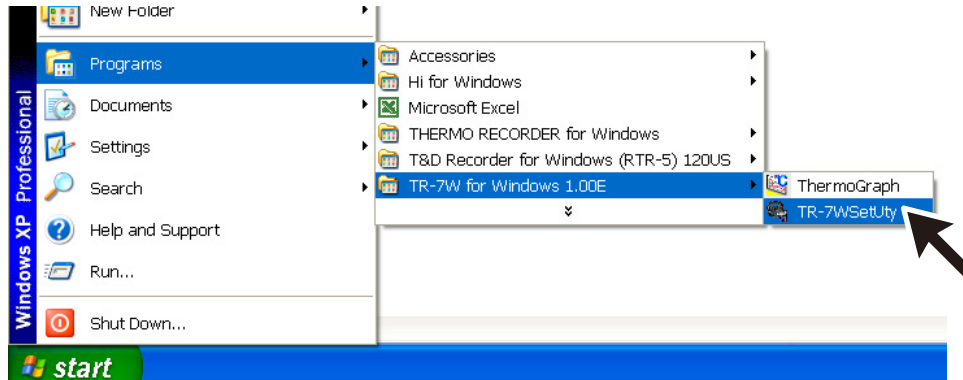 New Folder
Programs
Documents
Settings
Search
Help and Support
Run...
Shut Down...
Windows XP Professional
start
Accessories
Hi for Windows
Microsoft Excel
THERMO RECORDER for Windows
T&D Recorder for Windows (RTR-5) 120US
TR-7W for Windows 1.00E
ThermoGraph
TR-7WSetUty